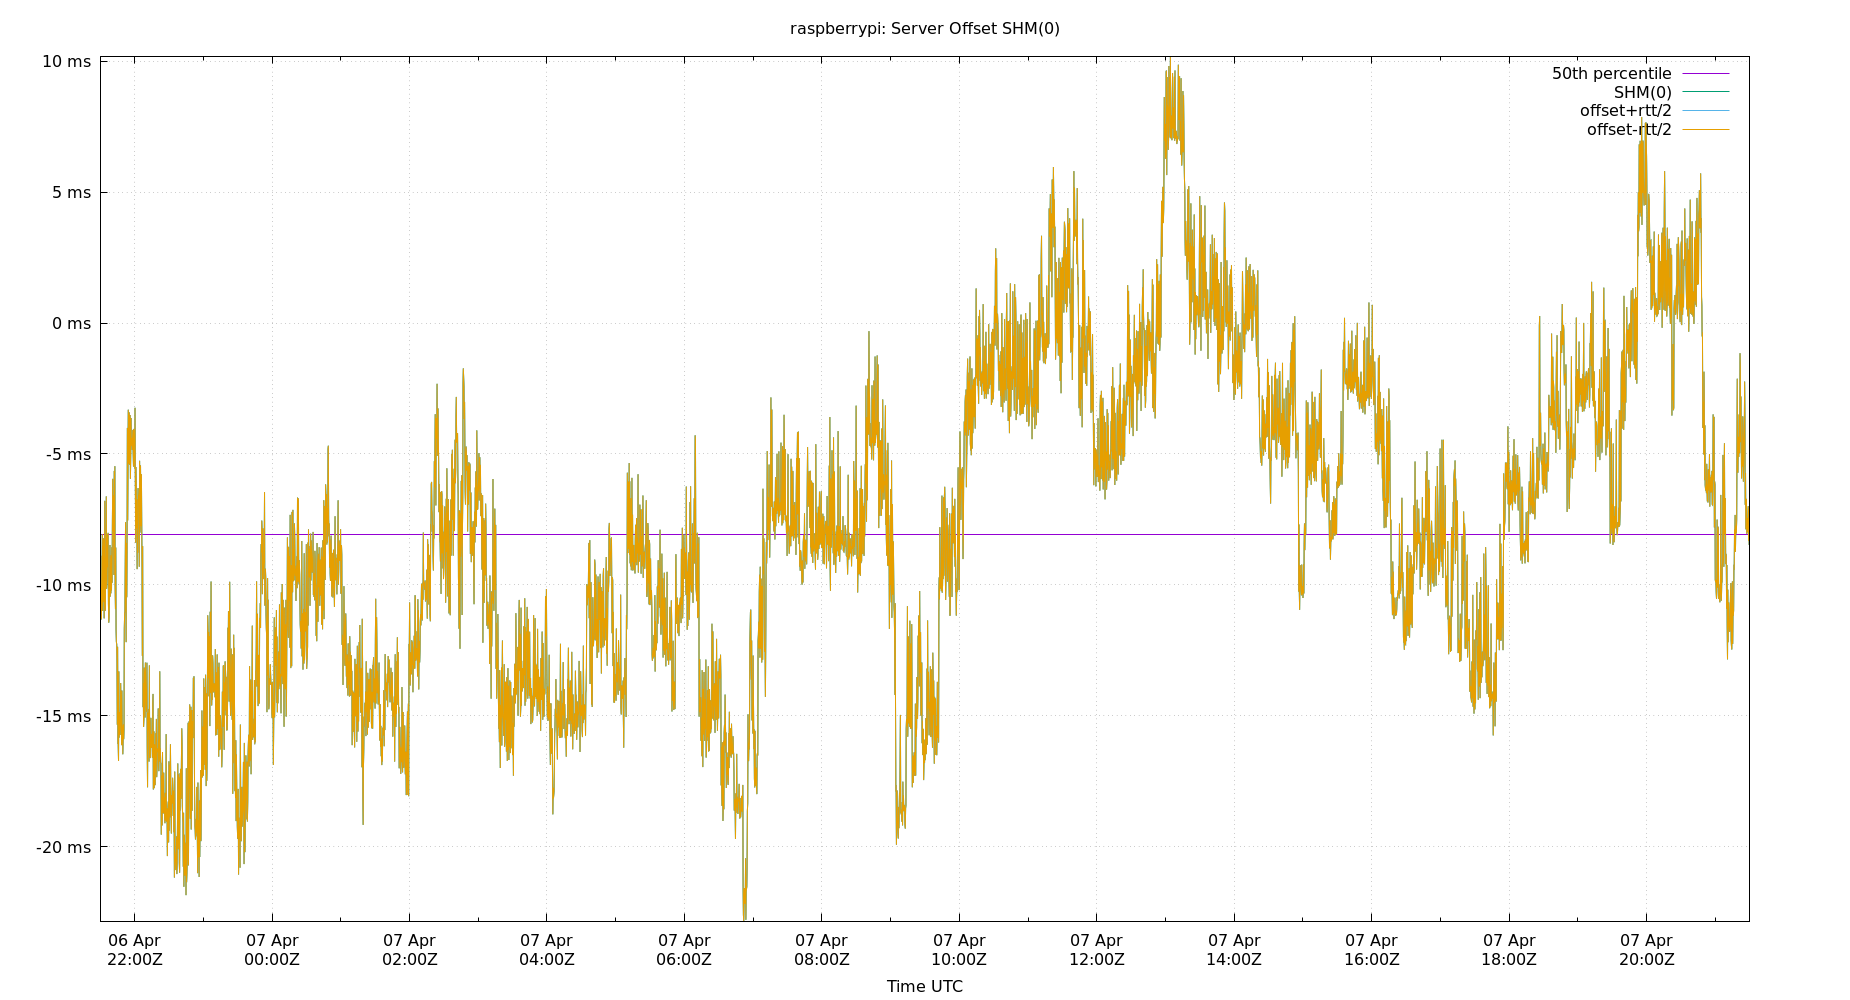 raspberrypi: Server Offset SHM(0)
10 ms
5 ms
0 ms
-5 ms
-10 ms
-15 ms
-20 ms
50th percentile
SHM(0)
offset+rtt/2
offset-rtt/2
06 Apr 07 Apr 07 Apr 07 Apr 07 Apr 07 Apr 07 Apr 07 Apr 07 Apr 07 Apr 07 Apr 07 Apr
22:00Z 00:00Z 02:00Z 04:00Z 06:00Z 08:00Z 10:00Z 12:00Z 14:00Z 16:00Z 18:00Z 20:00Z
Time UTC